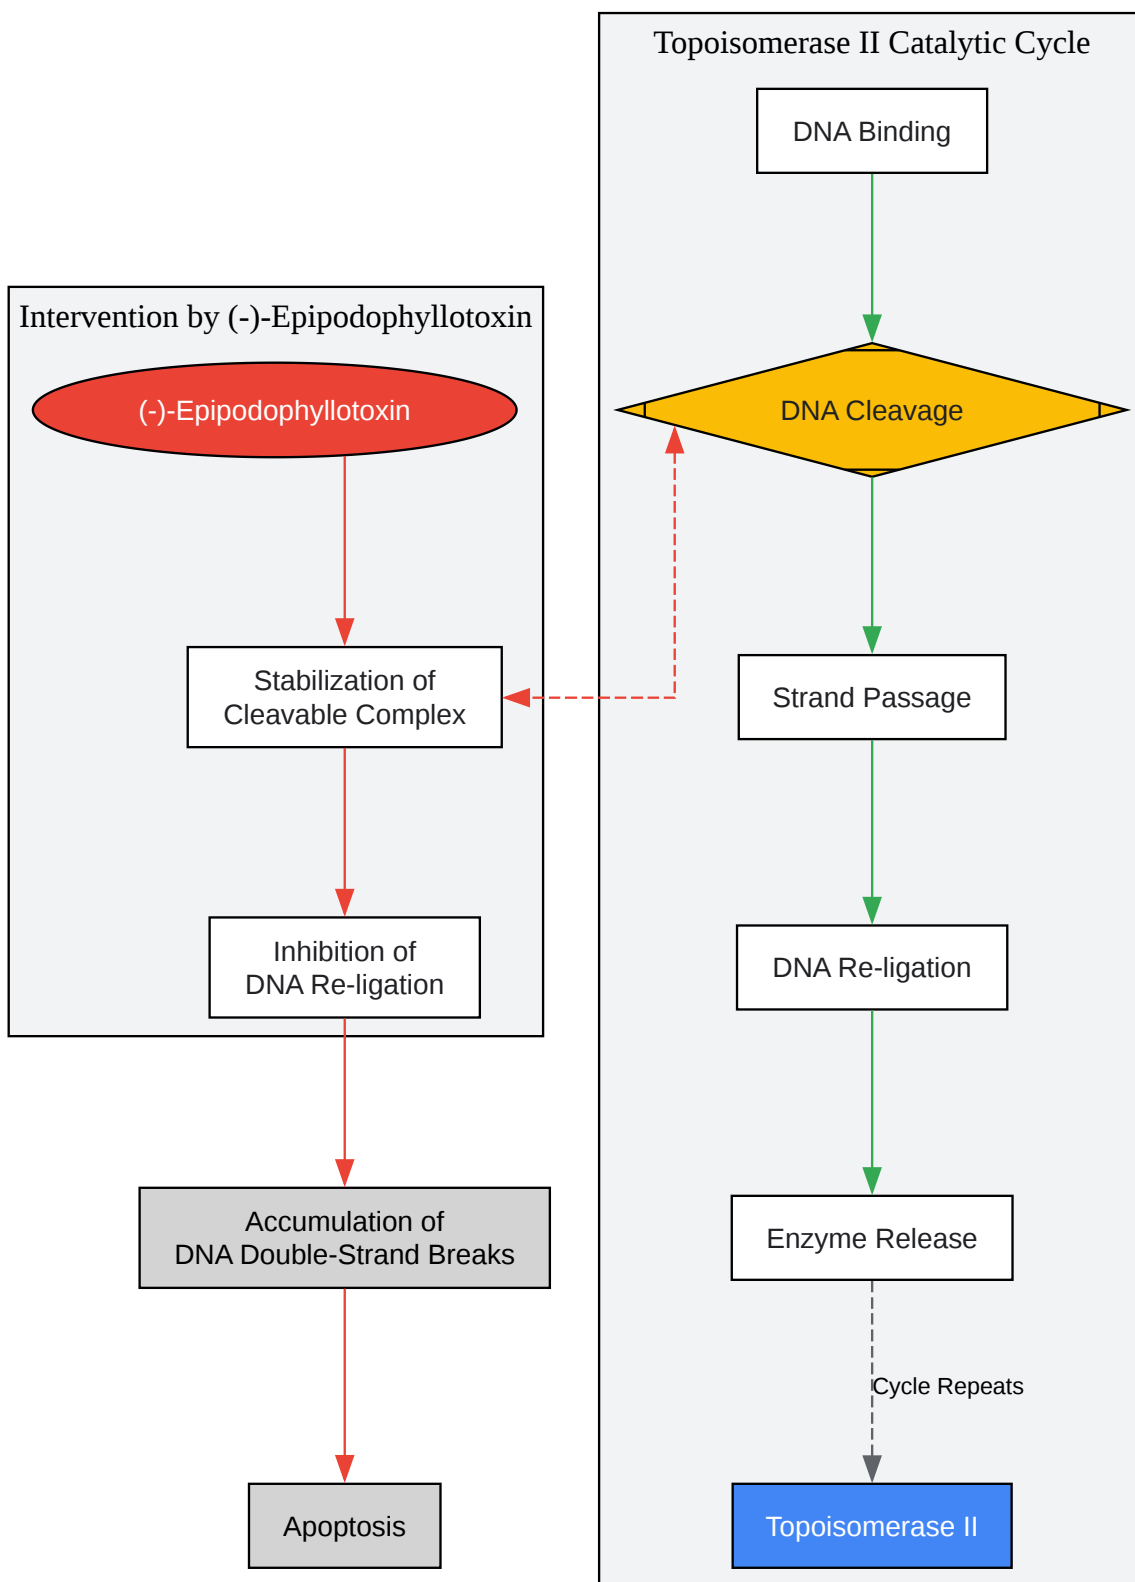 Topoisomerase II Catalytic Cycle
DNA Binding
Intervention by (-)-Epipodophyllotoxin
(-)-Epipodophyllotoxin
DNA Cleavage
Stabilization of
Cleavable Complex
Strand Passage
Inhibition of
DNA Re-ligation
DNA Re-ligation
Accumulation of
DNA Double-Strand Breaks
Enzyme Release
Cycle Repeats
Apoptosis
Topoisomerase II